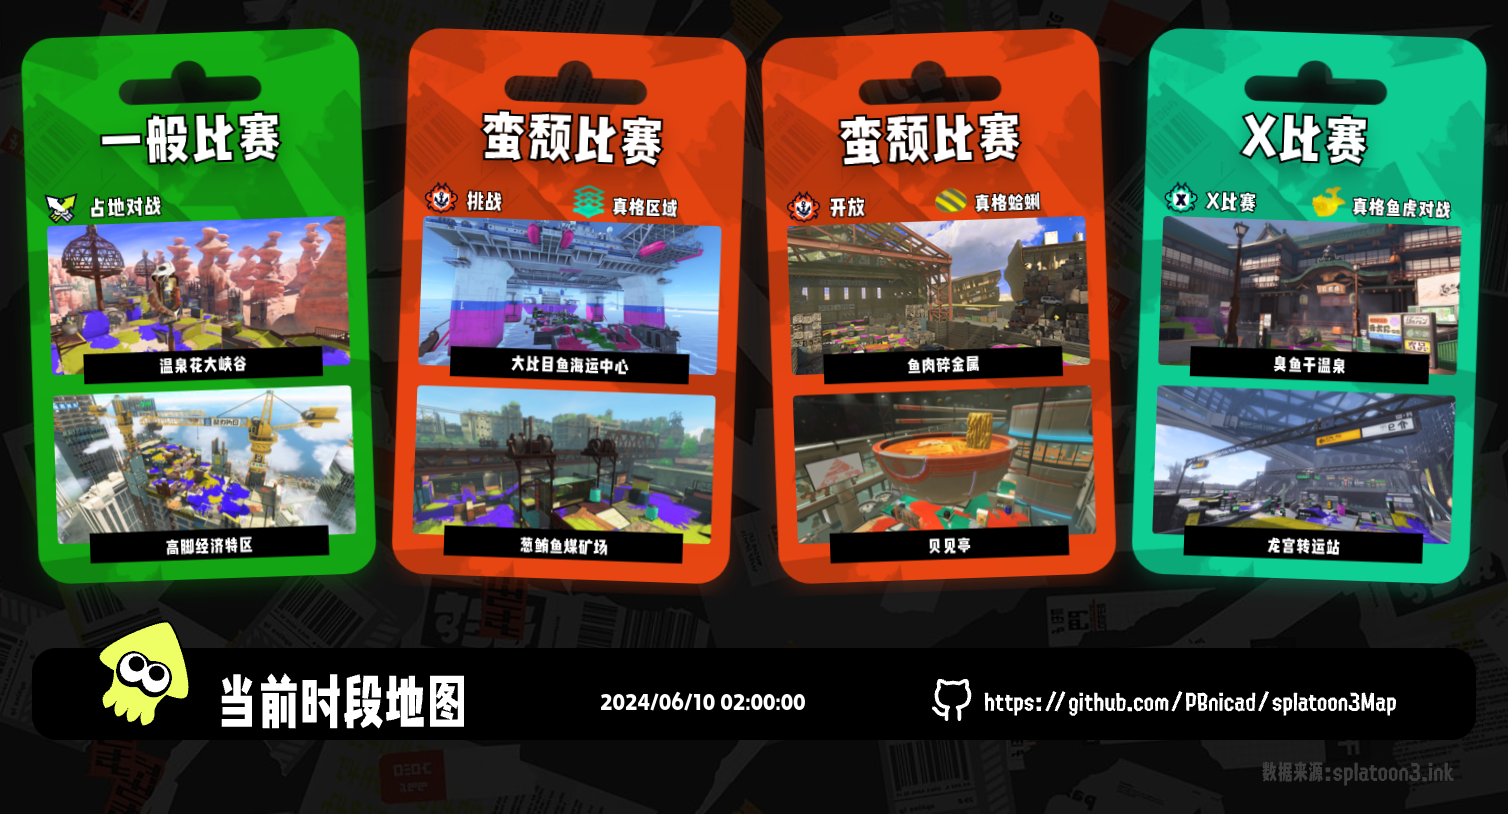 一般比赛
占地对战
温泉花大峡谷
高脚经济特区
蛮颓比赛
挑战 真格区域
大比目鱼海运中心
葱鲔鱼煤矿场
蛮颓比赛
开放 真格蛤蜊
鱼肉碎金属
贝见亭
X比赛
X比赛 真格鱼虎对战
臭鱼干温泉
龙宫转运站
当前时段地图
2024/06/10 02:00:00
https://github.com/PBnicad/splatoon3Map
数据来源:splatoon3.ink